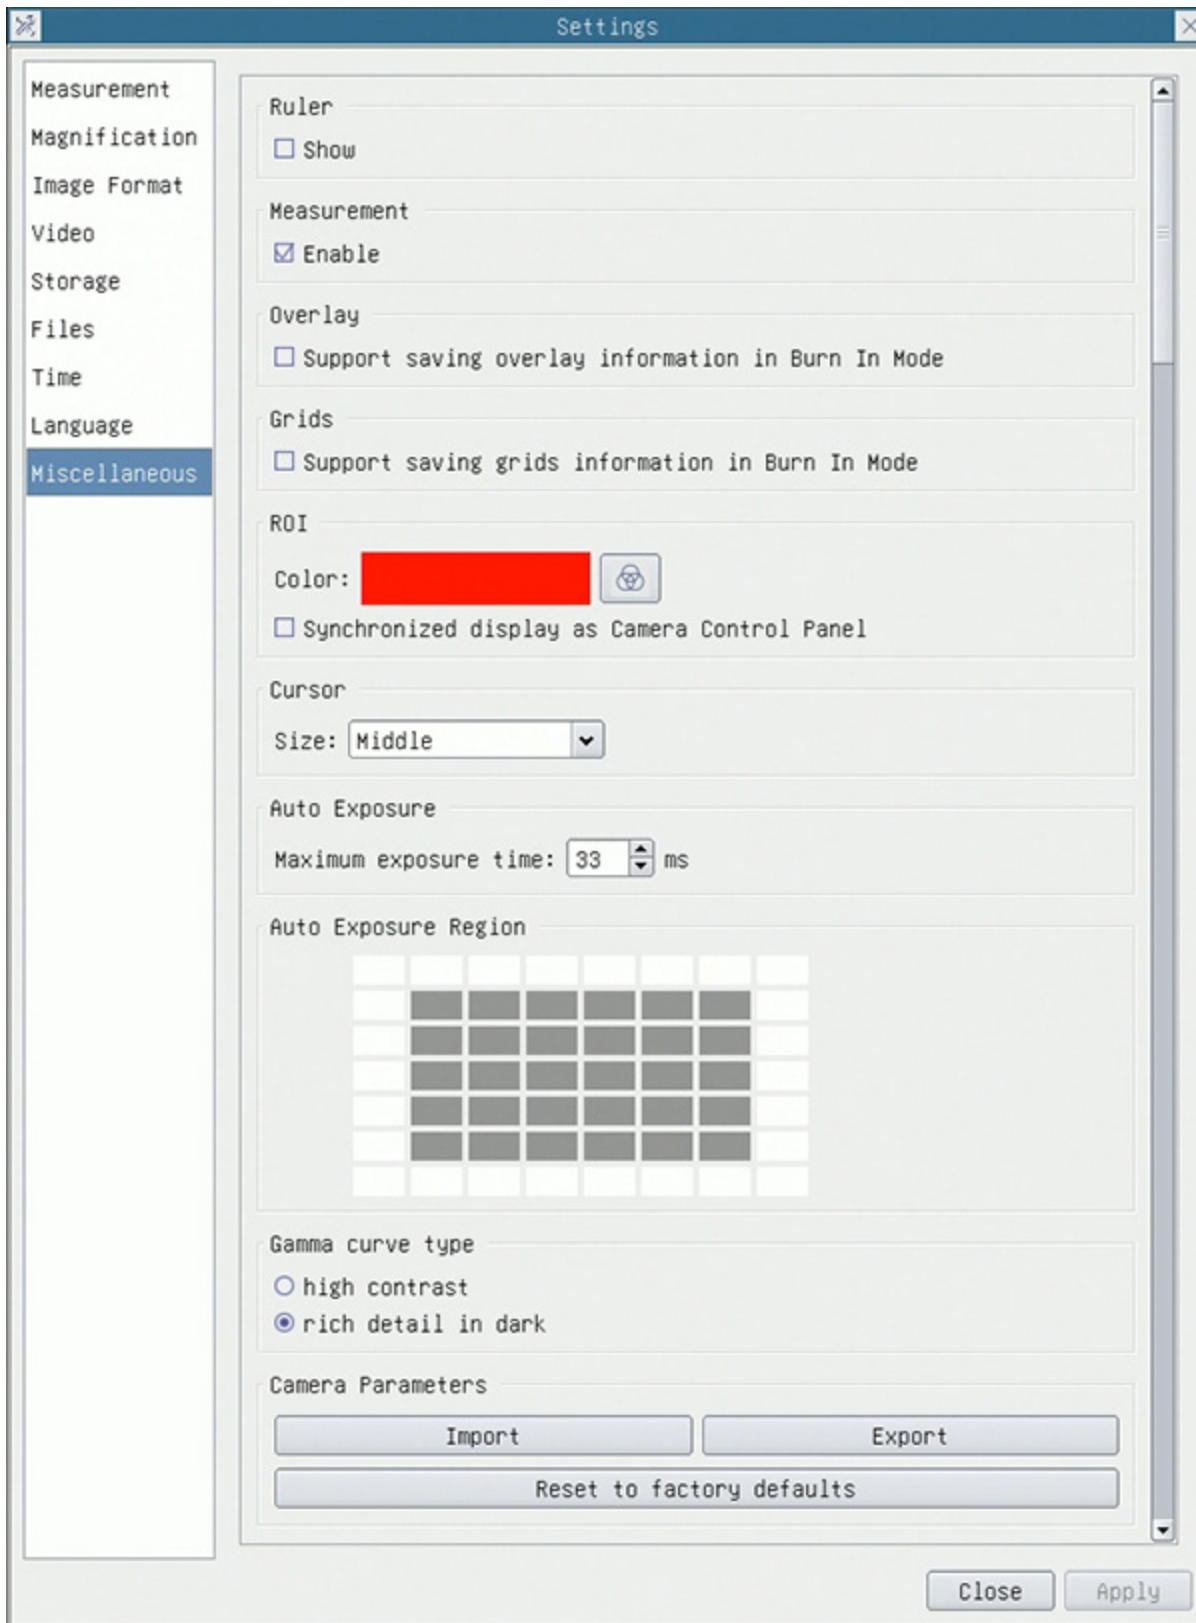 Settings
Measurement
Magnification
Image Format
Video
Storage
Files
Time
Language
Miscellaneous
Ruler
Show
Measurement
Enable
Overlay
Support saving overlay information in Burn In Mode
Grids
Support saving grids information in Burn In Mode
ROI
Color:
Synchronized display as Camera Control Panel
Cursor
Size: Middle
Auto Exposure
Maximum exposure time: 33 ms
Auto Exposure Region
Gamma curve type
high contrast
rich detail in dark
Camera Parameters
Import Export
Reset to factory defaults
Close Apply